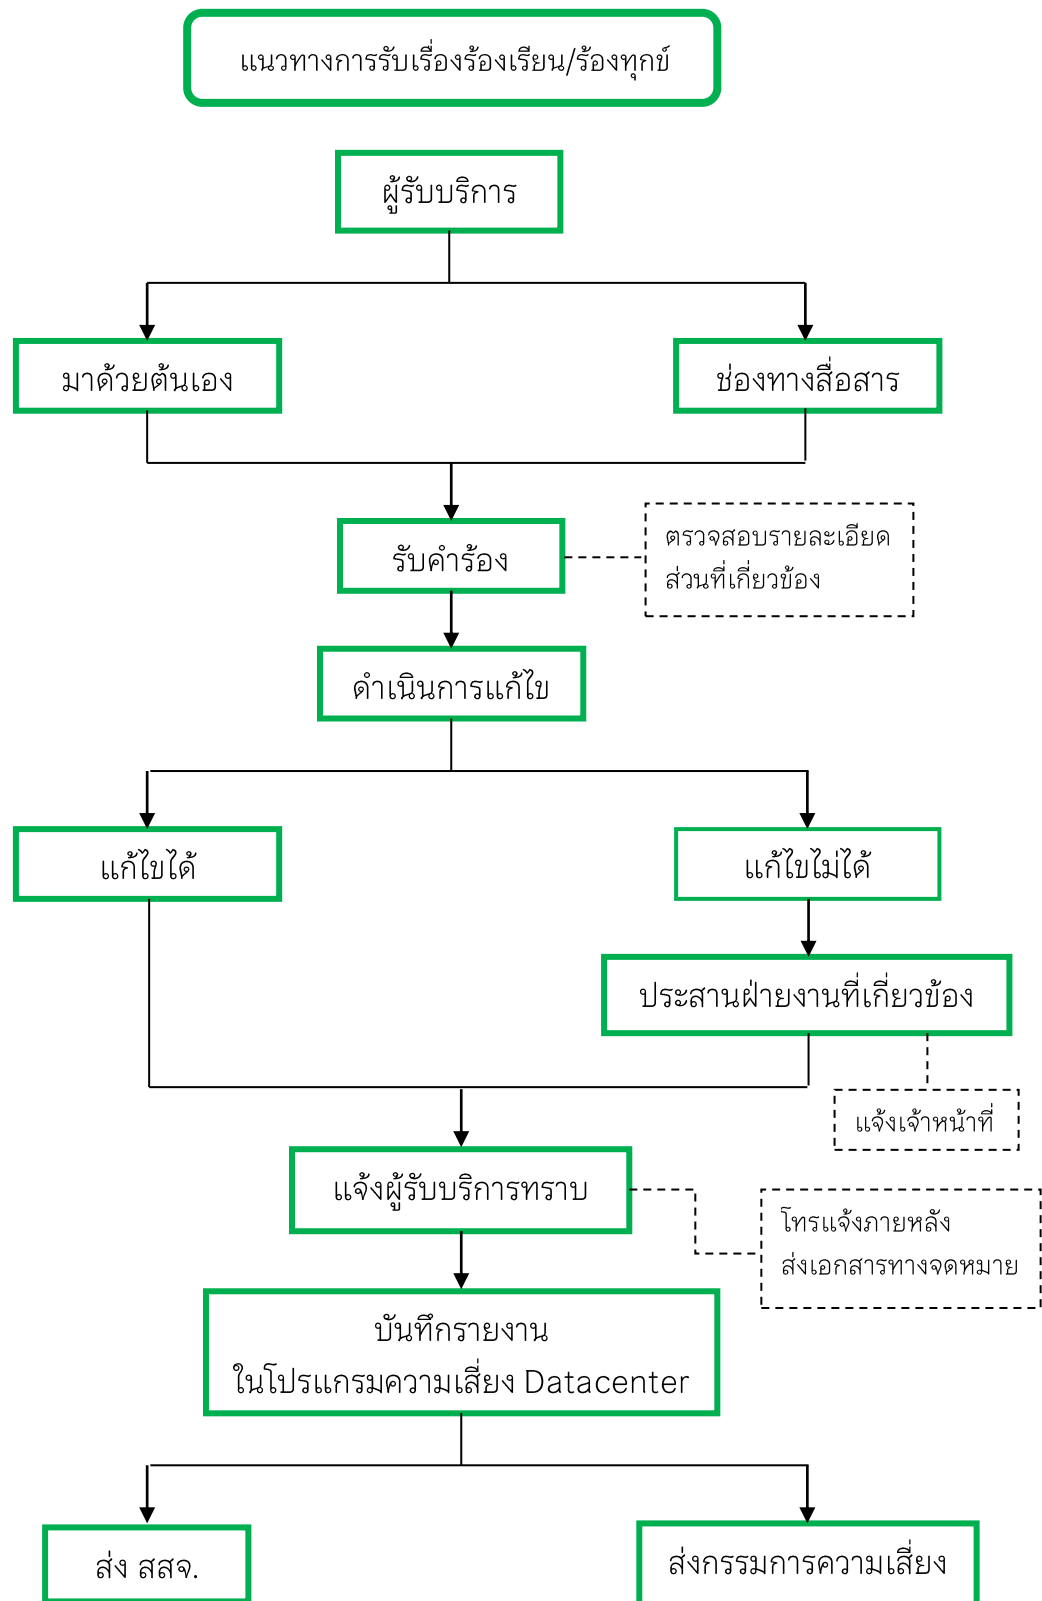 แนวทางการรับเรื่องร้องเรียน/ร้องทุกข์
ผู้รับบริการ
มาด้วยต้นเอง
ช่องทางสื่อสาร
รับคำร้อง
ตรวจสอบรายละเอียด
ส่วนที่เกี่ยวข้อง
ดำเนินการแก้ไข
แก้ไขได้
แก้ไขไม่ได้
ประสานฝ่ายงานที่เกี่ยวข้อง
แจ้งเจ้าหน้าที่
แจ้งผู้รับบริการทราบ
โทรแจ้งภายหลัง
ส่งเอกสารทางจดหมาย
บันทึกรายงาน
ในโปรแกรมความเสี่ยง Datacenter
ส่ง สสจ.
ส่งกรรมการความเสี่ยง